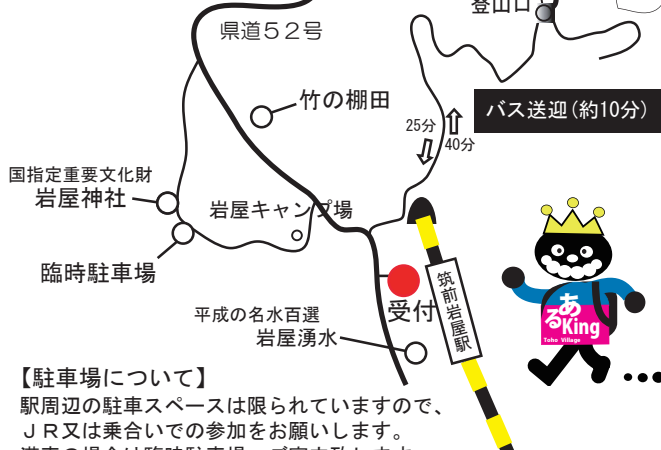 登山口
県道５２号
竹の棚田
バス送迎(約10分)
25分
40分
国指定重要文化財
岩屋神社
岩屋キャンプ場
臨時駐車場
筑前岩屋駅
受付
平成の名水百選
岩屋湧水
あ
るKing
Toho Village
【駐車場について】
駅周辺の駐車スペースは限られていますので、
ＪＲ又は乗合いでの参加をお願いします。